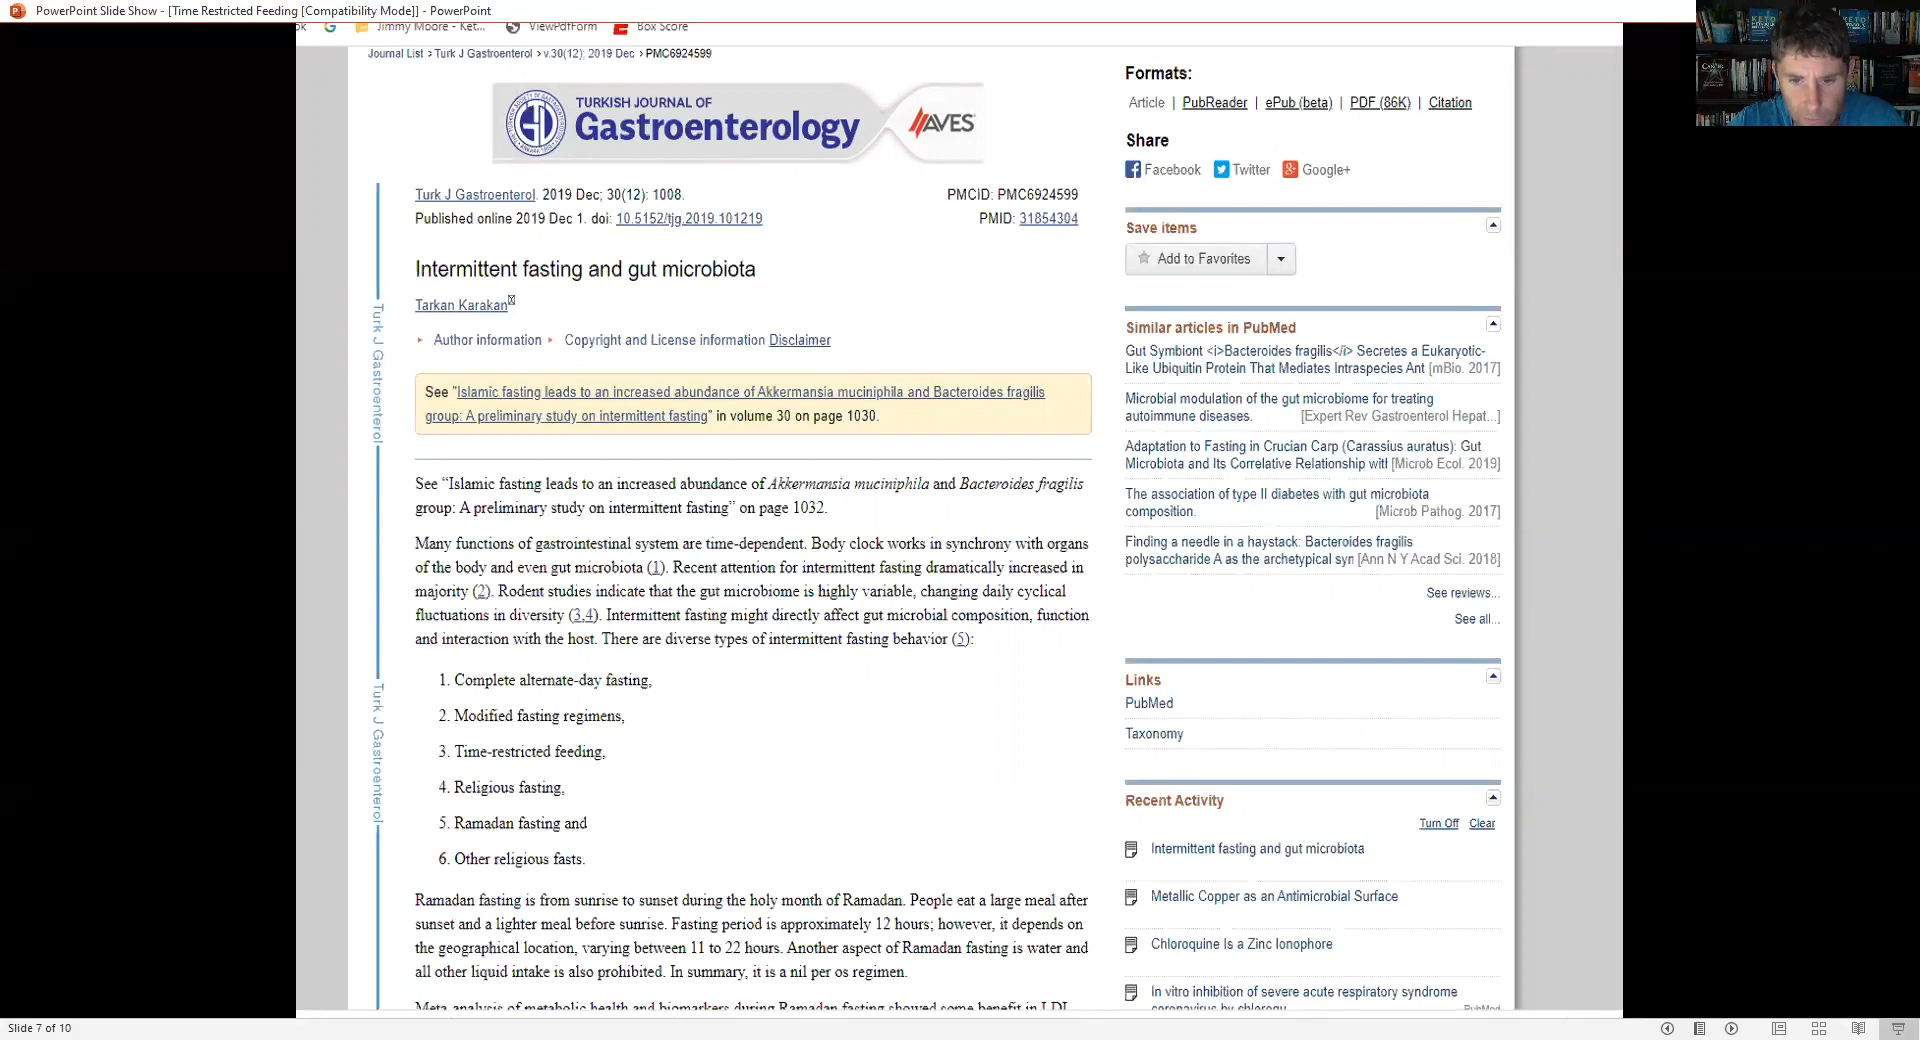 PowerPoint Slide Show - [Time Restricted Feeding [Compatibility Mode]] - PowerPoint
Jimmy Moore - Ket...
ViewPdfForm
Box Score
Journal List > Turk J Gastroenterol > v.30(12); 2019 Dec > PMC6924599
TURKISH JOURNAL OF
Gastroenterology
AVES
Turk J Gastroenterol. 2019 Dec; 30(12): 1008.
PMCID: PMC6924599
Published online 2019 Dec 1. doi: 10.5152/tjg.2019.101219
PMID: 31854304
Intermittent fasting and gut microbiota
Tarkan Karakan
Author information
Copyright and License information Disclaimer
See "Islamic fasting leads to an increased abundance of Akkermansia muciniphila and Bacteroides fragilis
group: A preliminary study on intermittent fasting" in volume 30 on page 1030.
See “Islamic fasting leads to an increased abundance of Akkermansia muciniphila and Bacteroides fragilis
group: A preliminary study on intermittent fasting” on page 1032.
Many functions of gastrointestinal system are time-dependent. Body clock works in synchrony with organs
of the body and even gut microbiota (1). Recent attention for intermittent fasting dramatically increased in
majority (2). Rodent studies indicate that the gut microbiome is highly variable, changing daily cyclical
fluctuations in diversity (3,4). Intermittent fasting might directly affect gut microbial composition, function
and interaction with the host. There are diverse types of intermittent fasting behavior (5):
1. Complete alternate-day fasting,
2. Modified fasting regimens,
3. Time-restricted feeding,
4. Religious fasting,
5. Ramadan fasting and
6. Other religious fasts.
Ramadan fasting is from sunrise to sunset during the holy month of Ramadan. People eat a large meal after
sunset and a lighter meal before sunrise. Fasting period is approximately 12 hours; however, it depends on
the geographical location, varying between 11 to 22 hours. Another aspect of Ramadan fasting is water and
all other liquid intake is also prohibited. In summary, it is a nil per os regimen.
Meta-analysis of metabolic health and biomarkers during Ramadan fasting showed some benefit in LDL
Turk J Gastroenterol
Turk J Gastroenterol
Formats:
Article | PubReader | ePub (beta) | PDF (86K) | Citation
Share
Facebook Twitter Google+
Save items
Add to Favorites
Similar articles in PubMed
Gut Symbiont <i>Bacteroides fragilis</i> Secretes a Eukaryotic-
Like Ubiquitin Protein That Mediates Intraspecies Ant [mBio. 2017]
Microbial modulation of the gut microbiome for treating
autoimmune diseases. [Expert Rev Gastroenterol Hepat...]
Adaptation to Fasting in Crucian Carp (Carassius auratus): Gut
Microbiota and Its Correlative Relationship with [Microb Ecol. 2019]
The association of type II diabetes with gut microbiota
composition. [Microb Pathog. 2017]
Finding a needle in a haystack: Bacteroides fragilis
polysaccharide A as the archetypical syn [Ann N Y Acad Sci. 2018]
See reviews...
See all...
Links
PubMed
Taxonomy
Recent Activity
Turn Off Clear
Intermittent fasting and gut microbiota
Metallic Copper as an Antimicrobial Surface
Chloroquine Is a Zinc Ionophore
In vitro inhibition of severe acute respiratory syndrome
coronavirus by chloroqu
PubMed
Slide 7 of 10